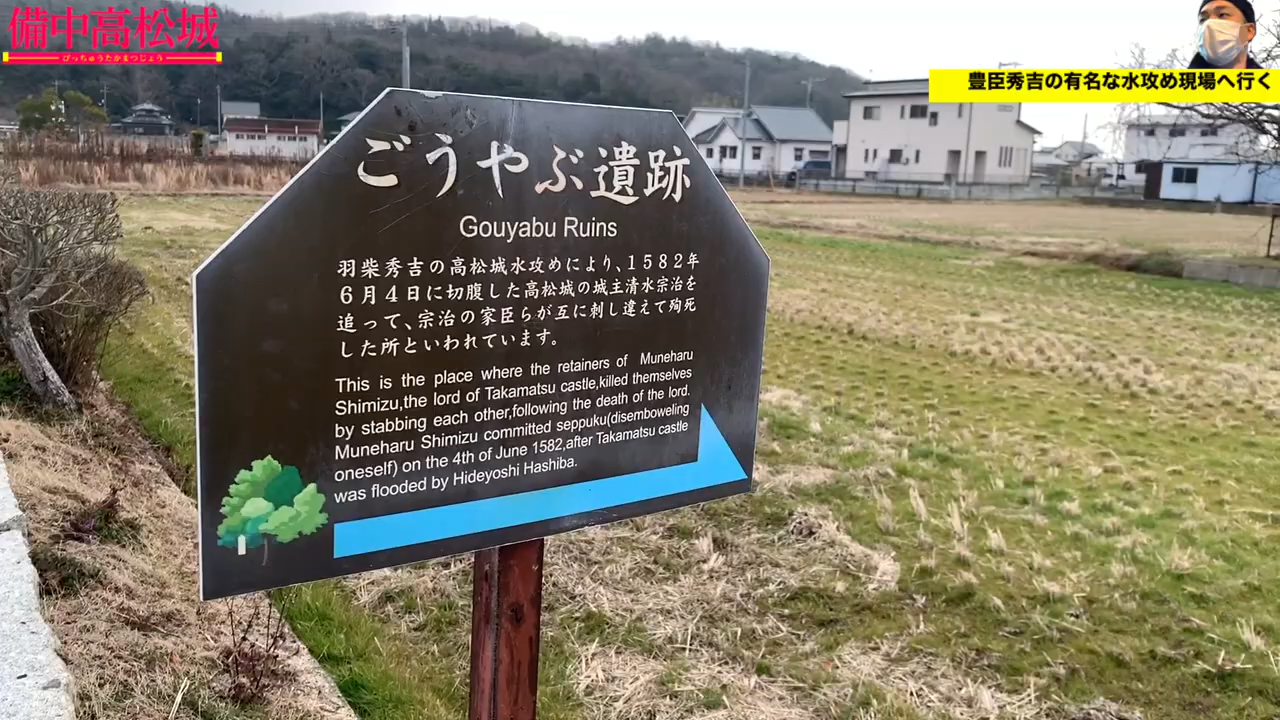 備中高松城
びっちゅうたかまつじょう
豊臣秀吉の有名な水攻め現場へ行く
ごうやぶ遺跡
Gouyabu Ruins
羽柴秀吉の高松城水攻めにより、1582年
6月4日に切腹した高松城の城主清水宗治を
追って、宗治の家臣らが互に刺し違えて殉死
した所といわれています。
This is the place where the retainers of Muneharu
Shimizu,the lord of Takamatsu castle,killed themselves
by stabbing each other,following the death of the lord.
Muneharu Shimizu committed seppuku(disemboweling
oneself) on the 4th of June 1582,after Takamatsu castle
was flooded by Hideyoshi Hashiba.